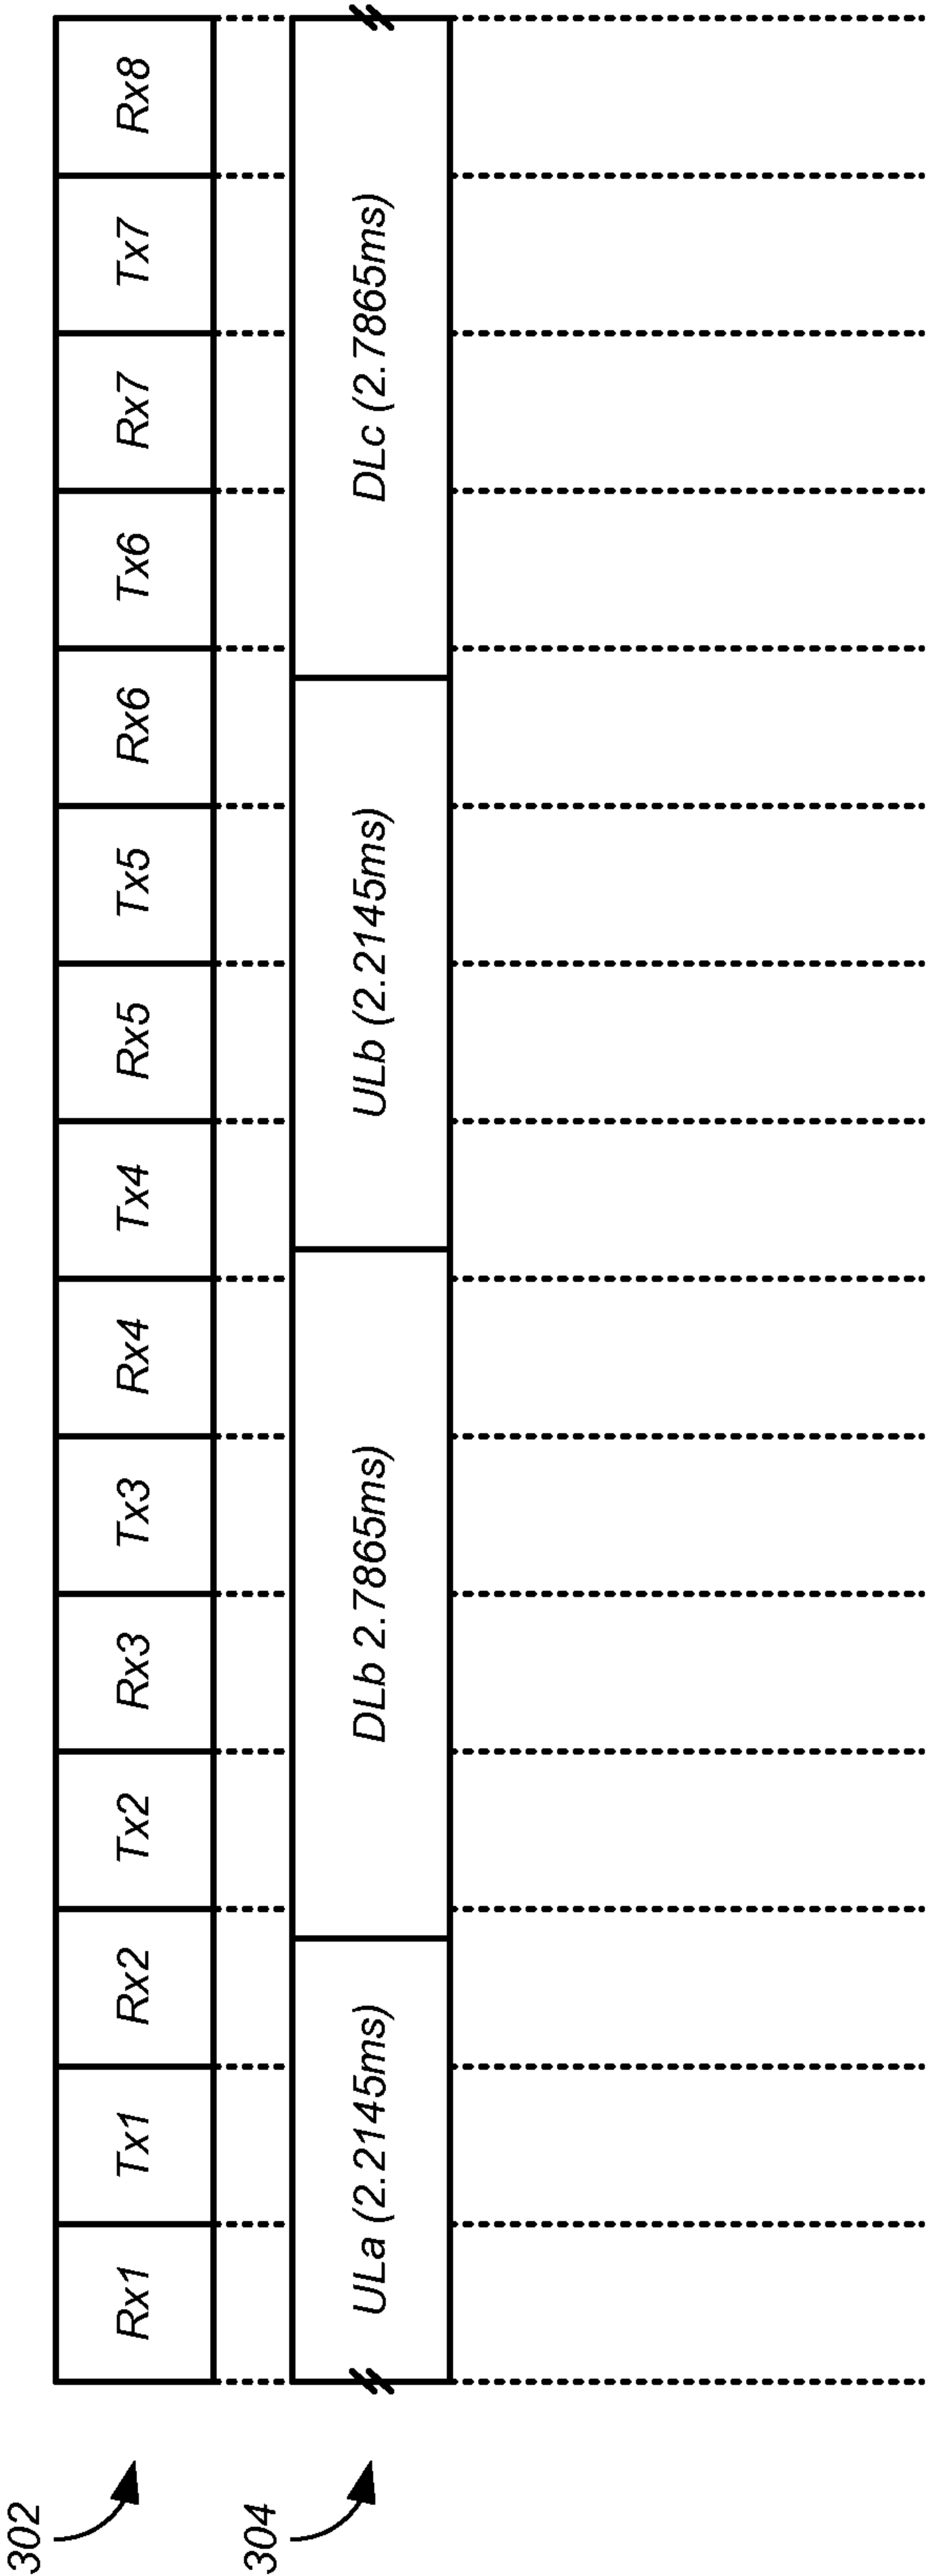 302 Rx1 Tx1 Rx2 Tx2 Rx3 Tx3 Rx4 Tx4 Rx5 Tx5 Rx6 Tx6 Rx7 Tx7 Rx8
304 ULa (2.2145ms) DLb 2.7865ms) ULb (2.2145ms) DLc (2.7865ms)